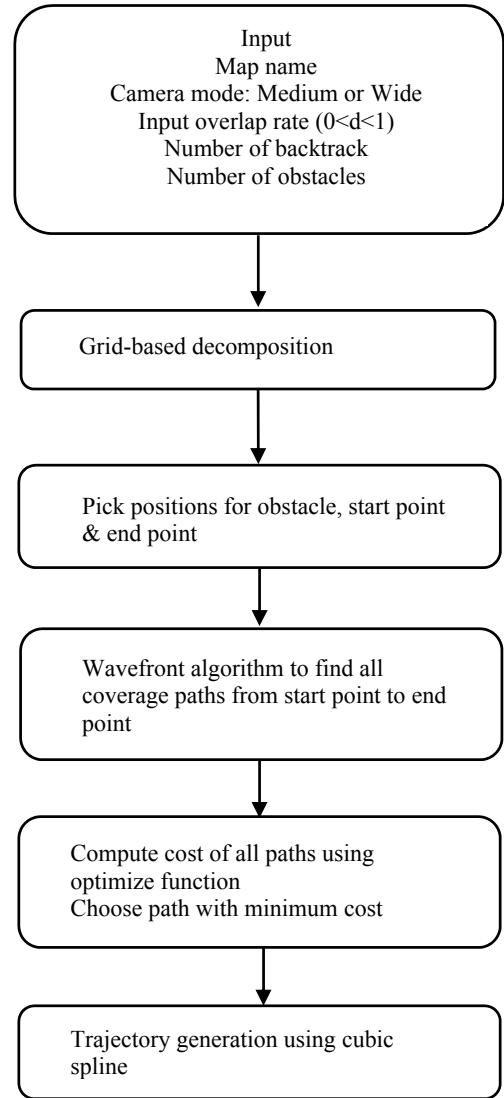 Input
Map name
Camera mode: Medium or Wide
Input overlap rate (0<d<1)
Number of backtrack
Number of obstacles
Grid-based decomposition
Pick positions for obstacle, start point
& end point
Wavefront algorithm to find all
coverage paths from start point to end
point
Compute cost of all paths using
optimize function
Choose path with minimum cost
Trajectory generation using cubic
spline